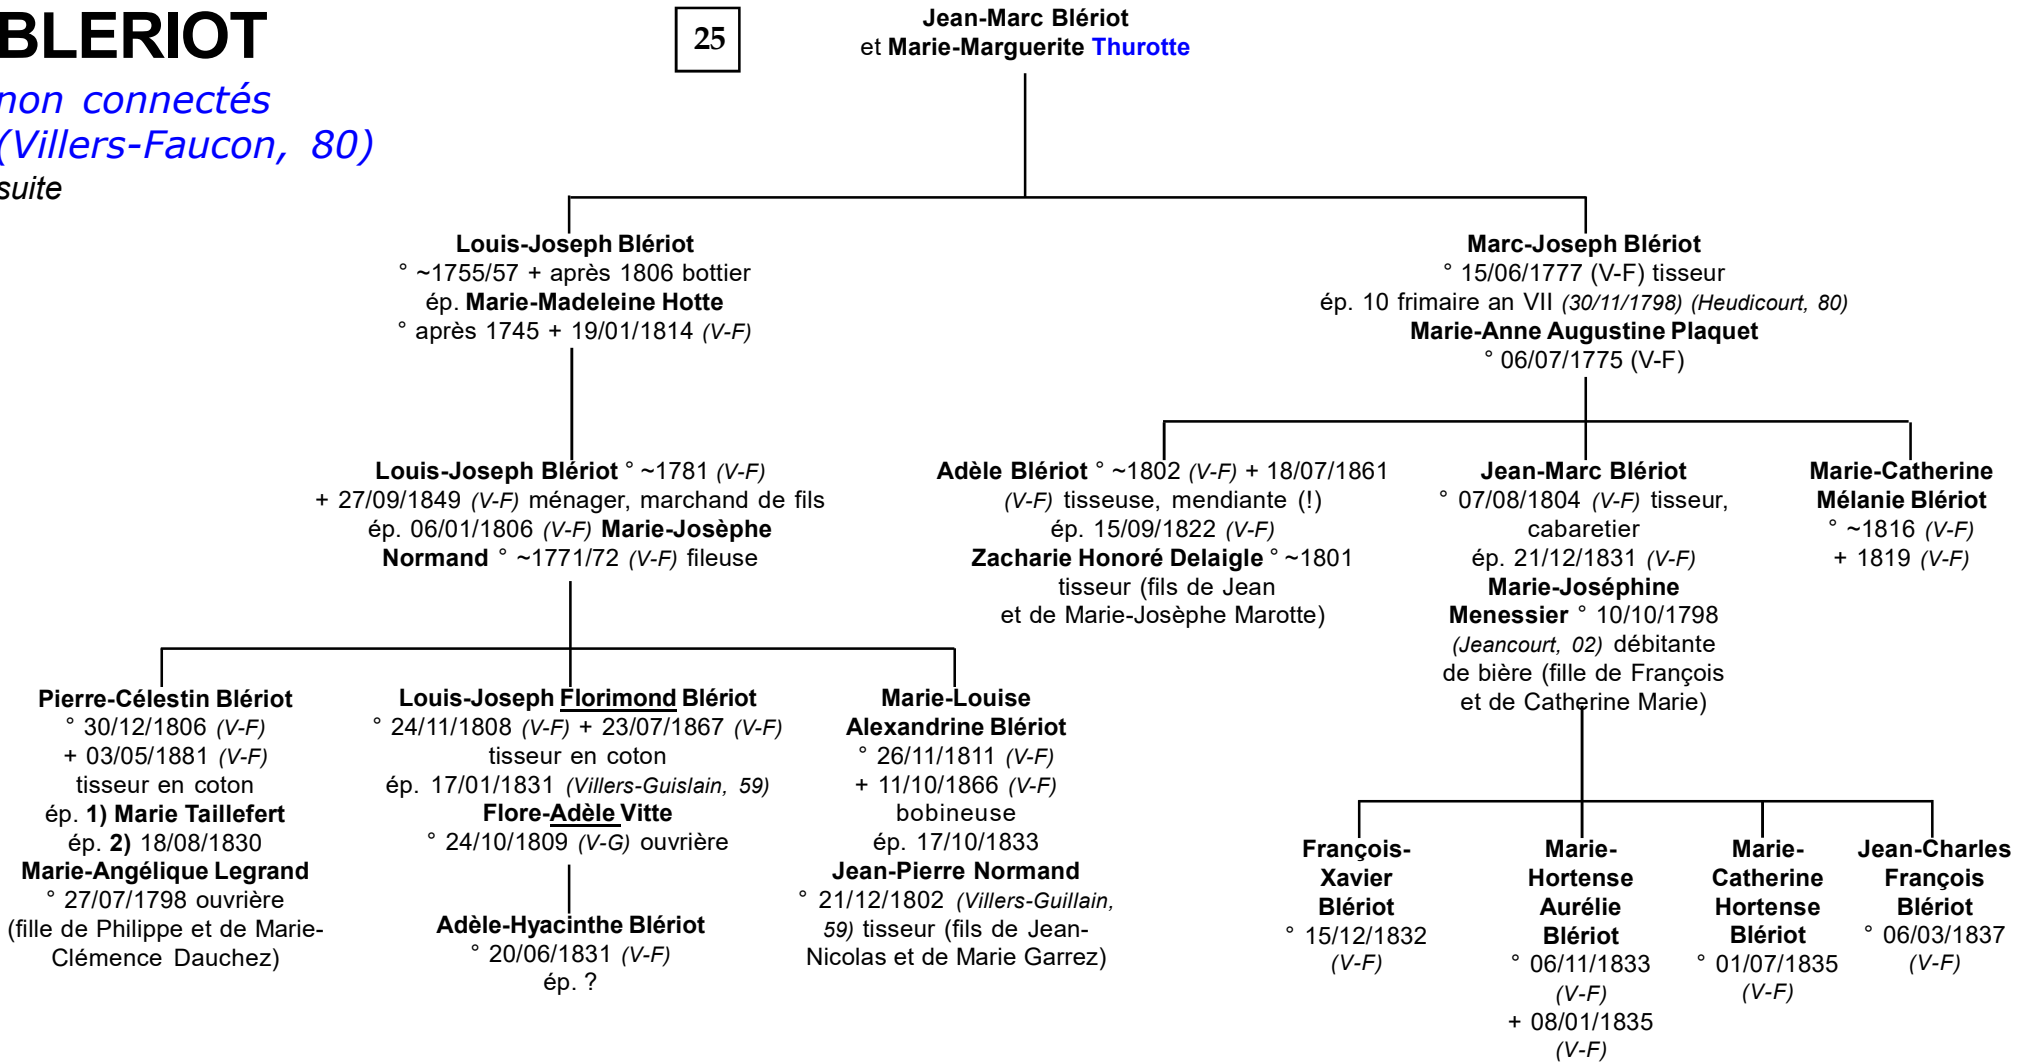 BLERIOT
non connectés
(Villers-Faucon, 80)
suite
25
Jean-Marc Blériot
et Marie-Marguerite Thurotte
Louis-Joseph Blériot
° ~1755/57 + après 1806 bottier
ép. Marie-Madeleine Hotte
° après 1745 + 19/01/1814 (V-F)
Marc-Joseph Blériot
° 15/06/1777 (V-F) tisseur
ép. 10 frimaire an VII (30/11/1798) (Heudicourt, 80)
Marie-Anne Augustine Plaquet
° 06/07/1775 (V-F)
Louis-Joseph Blériot ° ~1781 (V-F)
+ 27/09/1849 (V-F) ménager, marchand de fils
ép. 06/01/1806 (V-F) Marie-Josèphe
Normand ° ~1771/72 (V-F) fileuse
Adèle Blériot ° ~1802 (V-F) + 18/07/1861
(V-F) tisseuse, mendiante (!)
ép. 15/09/1822 (V-F)
Zacharie Honoré Delaigle ° ~1801
tisseur (fils de Jean
et de Marie-Josèphe Marotte)
Jean-Marc Blériot
° 07/08/1804 (V-F) tisseur,
cabaretier
ép. 21/12/1831 (V-F)
Marie-Joséphine
Menessier ° 10/10/1798
(Jeancourt, 02) débitante
de bière (fille de François
et de Catherine Marie)
Marie-Catherine
Mélanie Blériot
° ~1816 (V-F)
+ 1819 (V-F)
Pierre-Célestin Blériot
° 30/12/1806 (V-F)
+ 03/05/1881 (V-F)
tisseur en coton
ép. 1) Marie Taillefert
ép. 2) 18/08/1830
Marie-Angélique Legrand
° 27/07/1798 ouvrière
(fille de Philippe et de Marie-
Clémence Dauchez)
Louis-Joseph Florimond Blériot
° 24/11/1808 (V-F) + 23/07/1867 (V-F)
tisseur en coton
ép. 17/01/1831 (Villers-Guislain, 59)
Flore-Adèle Vitte
° 24/10/1809 (V-G) ouvrière
Adèle-Hyacinthe Blériot
° 20/06/1831 (V-F)
ép. ?
Marie-Louise
Alexandrine Blériot
° 26/11/1811 (V-F)
+ 11/10/1866 (V-F)
bobineuse
ép. 17/10/1833
Jean-Pierre Normand
° 21/12/1802 (Villers-Guillain,
59) tisseur (fils de Jean-
Nicolas et de Marie Garrez)
François-
Xavier
Blériot
° 15/12/1832
(V-F)
Marie-
Hortense
Aurélie
Blériot
° 06/11/1833
(V-F)
+ 08/01/1835
(V-F)
Marie-
Catherine
Hortense
Blériot
° 01/07/1835
(V-F)
Jean-Charles
François
Blériot
° 06/03/1837
(V-F)